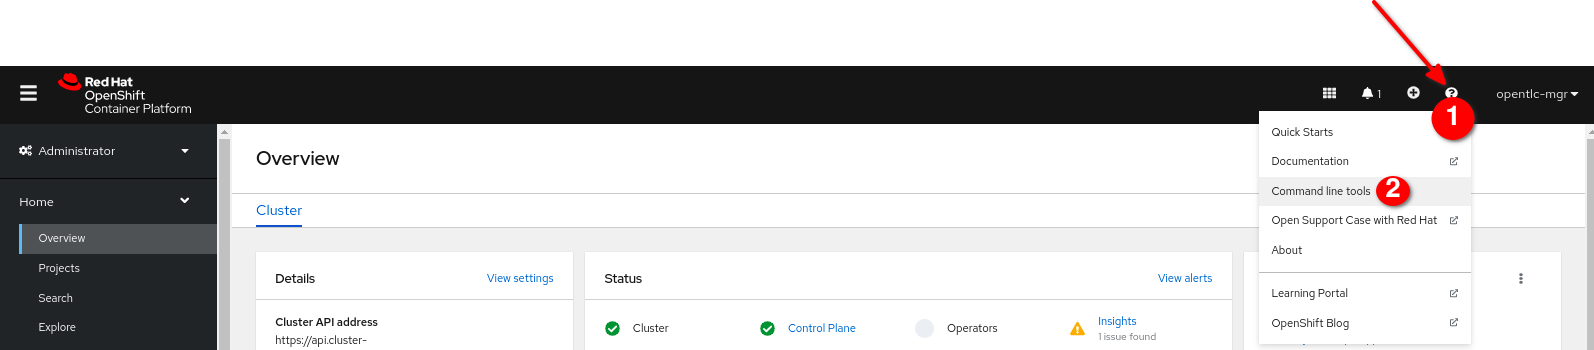 Red Hat
OpenShift
Container Platform
1
opentlc-mgr
1
Administrator
Home
Overview
Projects
Search
Explore
Overview
Cluster
Details
View settings
Cluster API address
https://api.cluster-
Status
View alerts
Cluster
Control Plane
Operators
Insights
1 issue found
Quick Starts
Documentation
Command line tools
2
Open Support Case with Red Hat
About
Learning Portal
OpenShift Blog